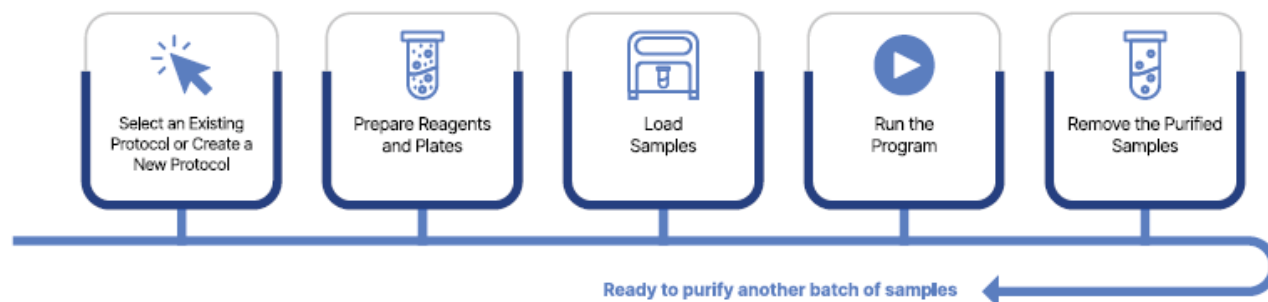 Select an Existing
Protocol or Create a
New Protocol
Prepare Reagents
and Plates
Load
Samples
Run the
Program
Remove the Purified
Samples
Ready to purify another batch of samples